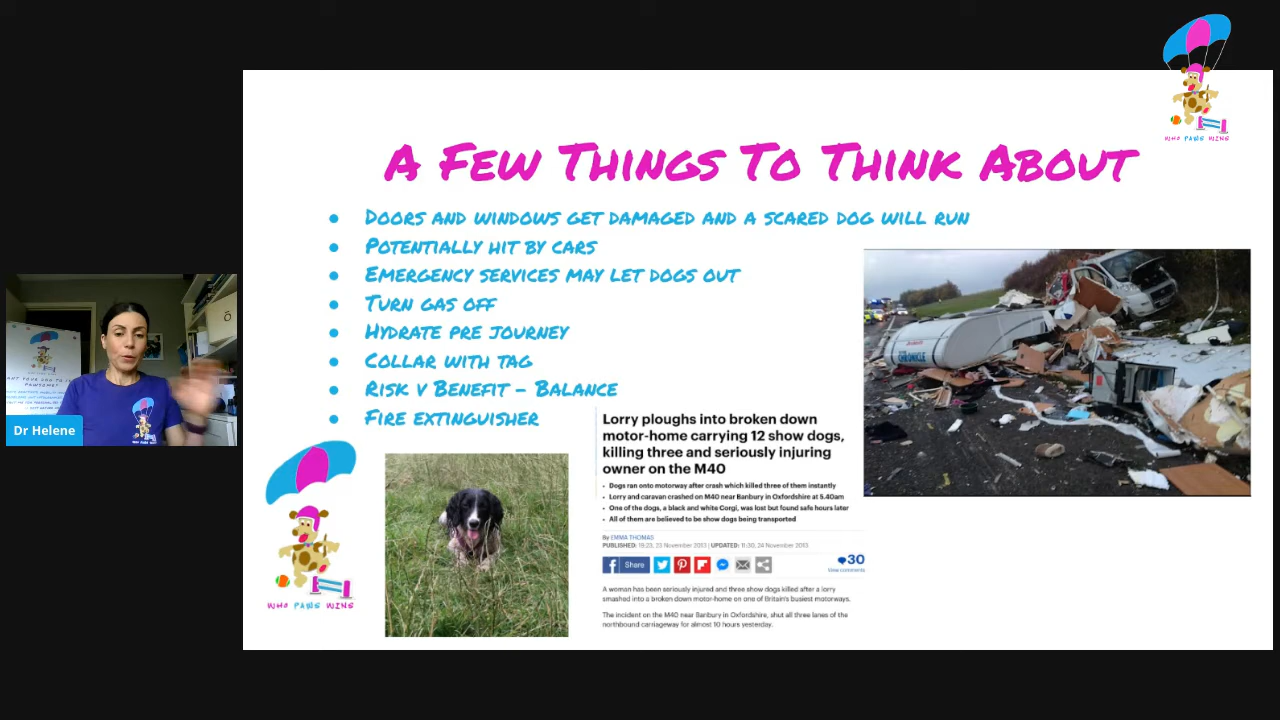 WHO PAWS WINS
A Few Things To Think About
● Doors and windows get damaged and a scared dog will run
● Potentially hit by cars
● Emergency services may let dogs out
● Turn gas off
● Hydrate pre journey
● Collar with tag
● Risk v Benefit – Balance
● Fire extinguisher
Dr Helene
Lorry ploughs into broken down
motor-home carrying 12 show dogs,
killing three and seriously injuring
owner on the M40
• Dogs ran onto motorway after crash which killed three of them instantly
• Lorry and caravan crashed on M40 near Banbury in Oxfordshire at 5.40am
• One of the dogs, a black and white Corgi, was lost but found safe hours later
• All of them are believed to be show dogs being transported
By EMMA THOMAS
PUBLISHED: 19:23, 23 November 2013 | UPDATED: 11:30, 24 November 2013
Share
30
View comments
A woman has been seriously injured and three show dogs killed after a lorry
smashed into a broken down motor-home on one of Britain's busiest motorways.
The incident on the M40 near Banbury in Oxfordshire, shut all three lanes of the
northbound carriageway for almost 10 hours yesterday.
WHO PAWS WINS